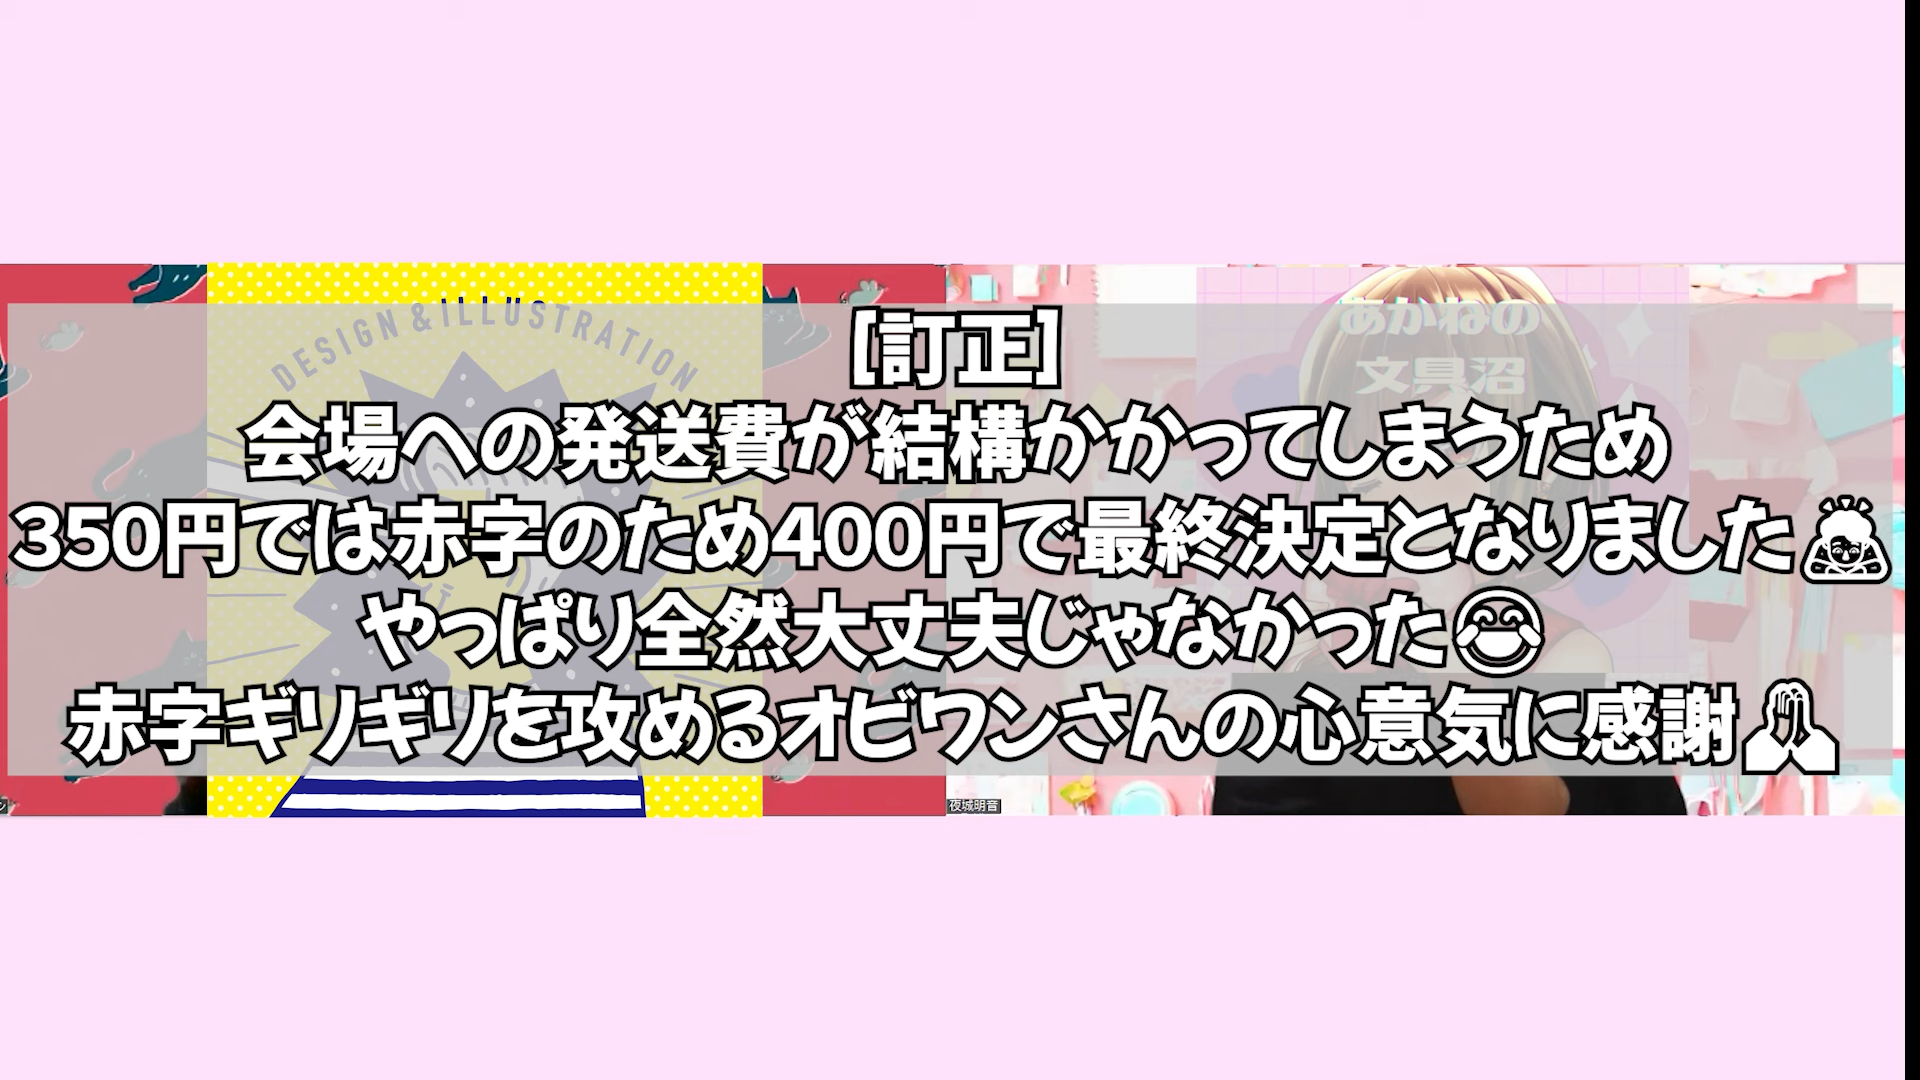 DESIGN & ILLUSTRATION
あかねの
文具沼
[訂正]
会場への発送費が結構かかってしまうため
350円では赤字のため400円で最終決定となりました🙇
やっぱり全然大丈夫じゃなかった😂
赤字ギリギリを攻めるオビワンさんの心意気に感謝🙏
ン
夜城明音